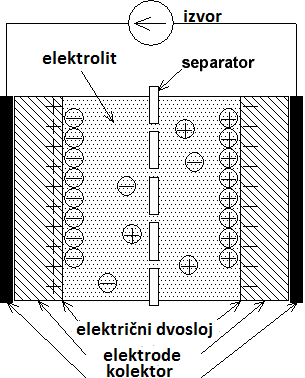 izvor
elektrolit
separator
električni dvosloj
elektrode
kolektor